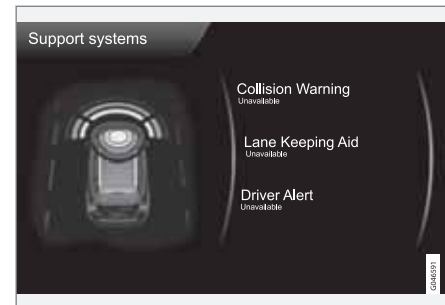 Support systems
Collision Warning
Unavailable
Lane Keeping Aid
Unavailable
Driver Alert
Unavailable
G046591